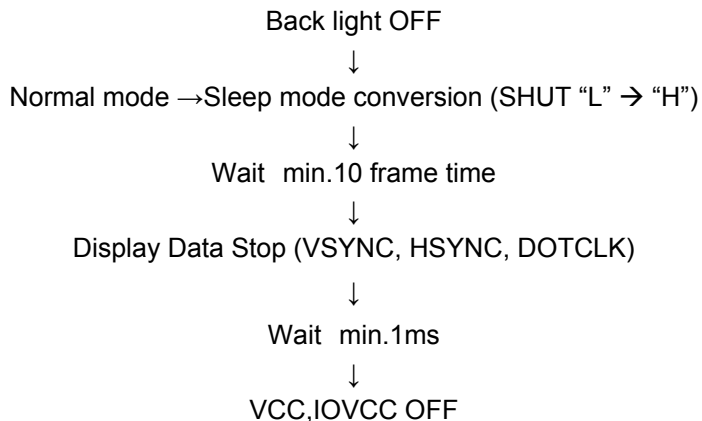 Back light OFF
↓
Normal mode →Sleep mode conversion (SHUT “L” → “H”)
↓
Wait min.10 frame time
↓
Display Data Stop (VSYNC, HSYNC, DOTCLK)
↓
Wait min.1ms
↓
VCC,IOVCC OFF